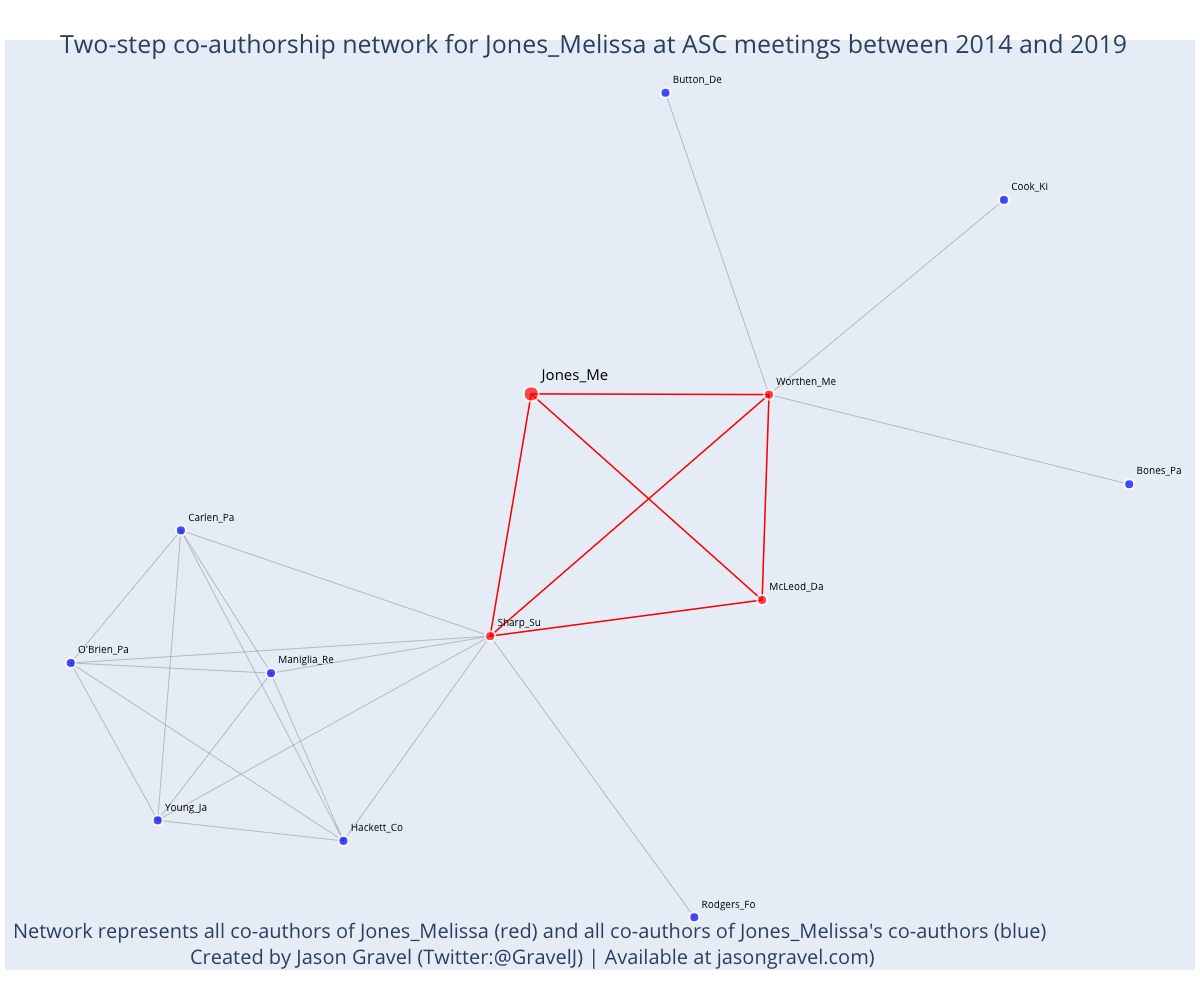 Two-step co-authorship network for Jones_Melissa at ASC meetings between 2014 and 2019
Button_De
Cook_Ki
Jones_Me
Worthen_Me
Bones_Pa
Carlen_Pa
McLeod_Da
Sharp_Su
O'Brien_Pa
Maniglia_Re
Young_Ja
Hackett_Co
Rodgers_Fo
Network represents all co-authors of Jones_Melissa (red) and all co-authors of Jones_Melissa's co-authors (blue)
Created by Jason Gravel (Twitter:@GravelJ) | Available at jasongravel.com)